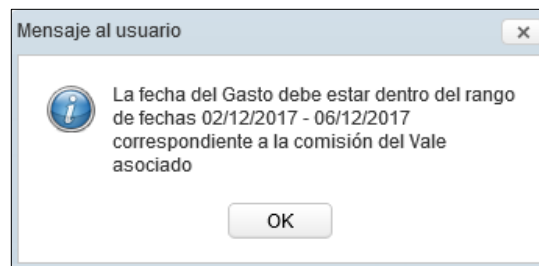 Mensaje al usuario
La fecha del Gasto debe estar dentro del rango
de fechas 02/12/2017 - 06/12/2017
correspondiente a la comisión del Vale
asociado
OK